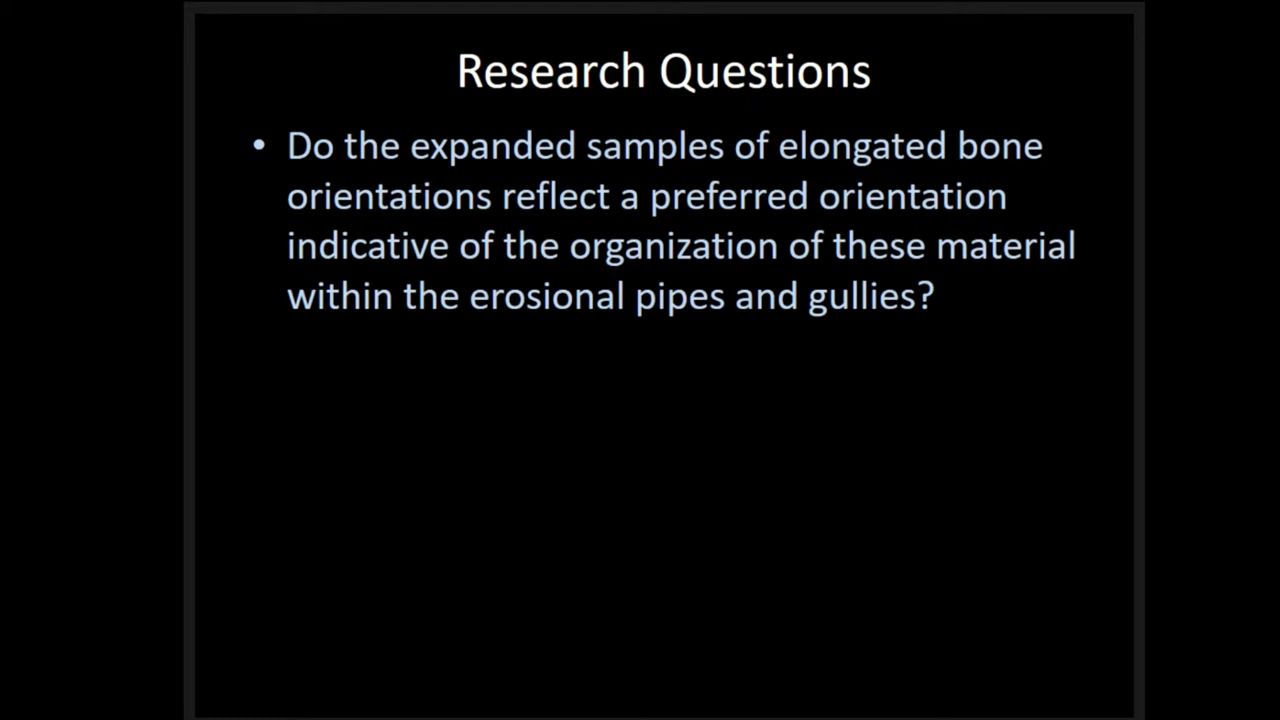 Research Questions
• Do the expanded samples of elongated bone
orientations reflect a preferred orientation
indicative of the organization of these material
within the erosional pipes and gullies?